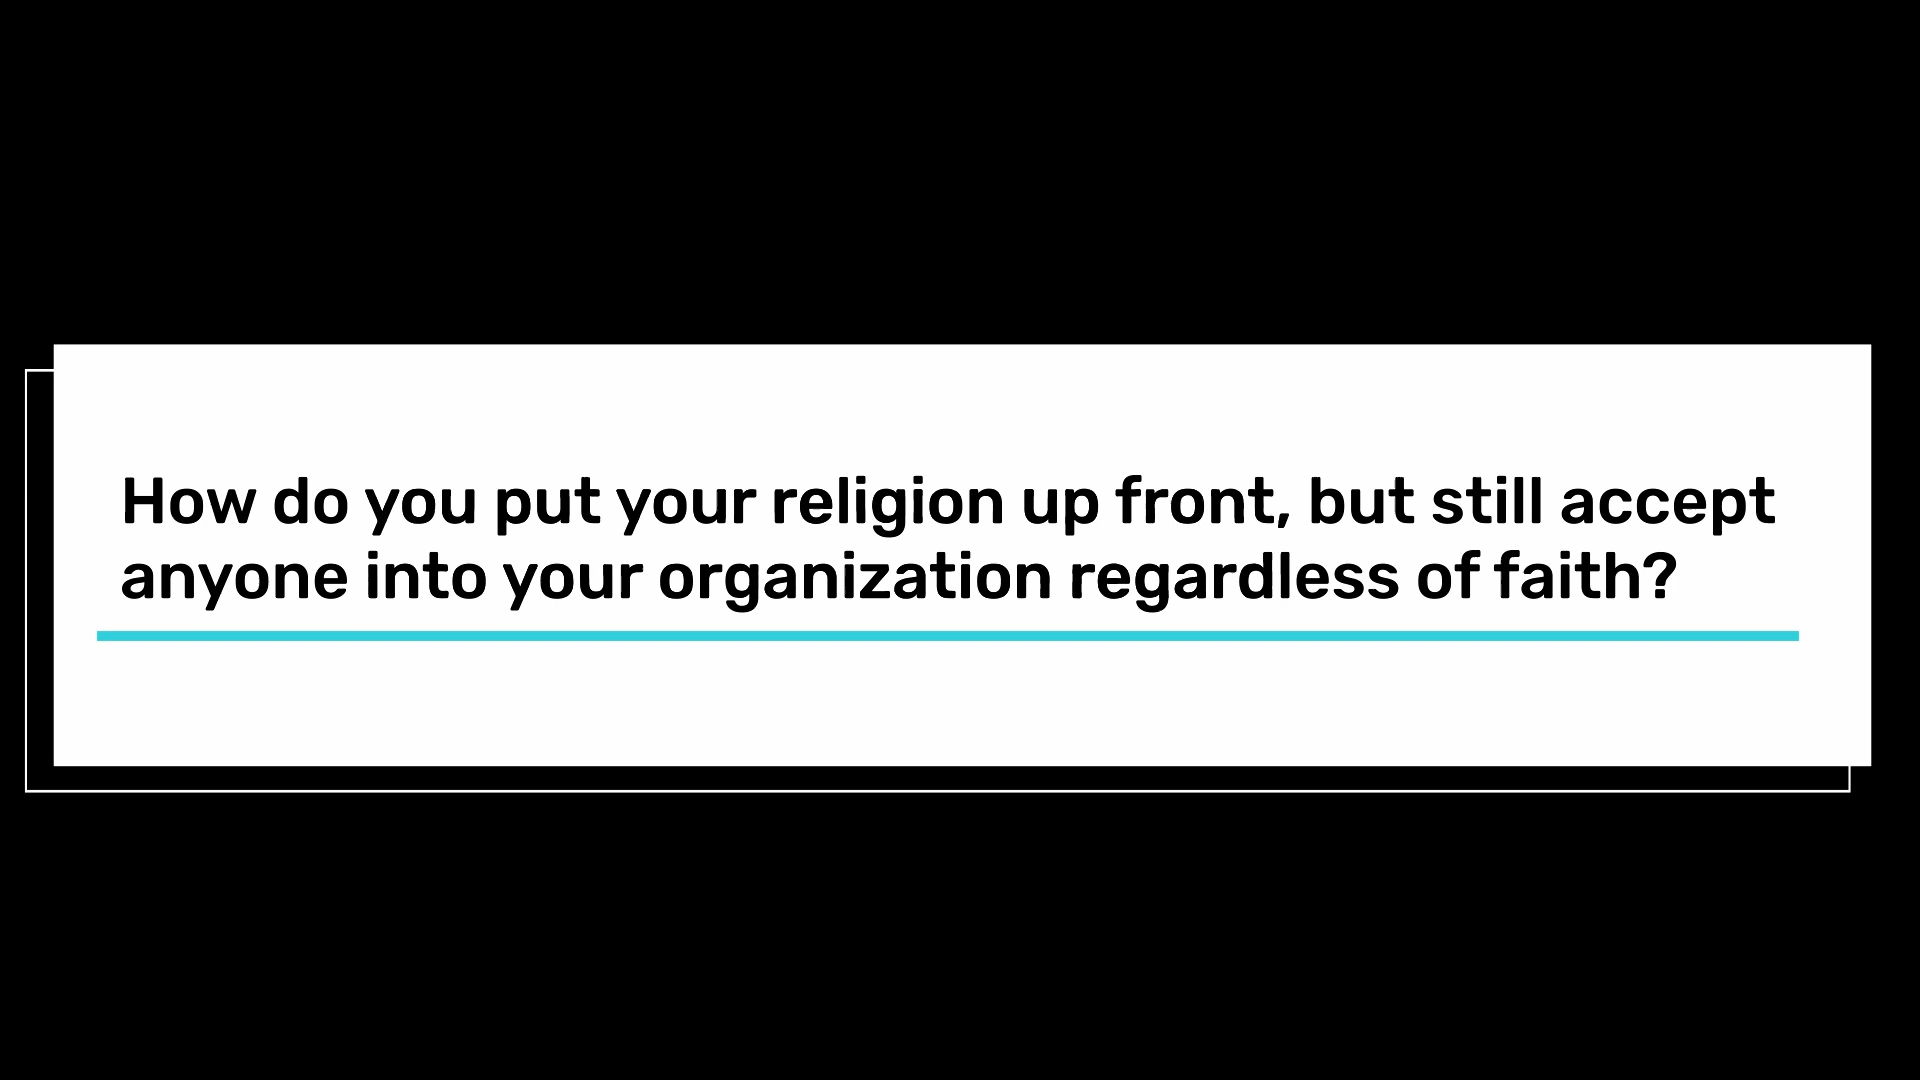 How do you put your religion up front, but still accept
anyone into your organization regardless of faith?